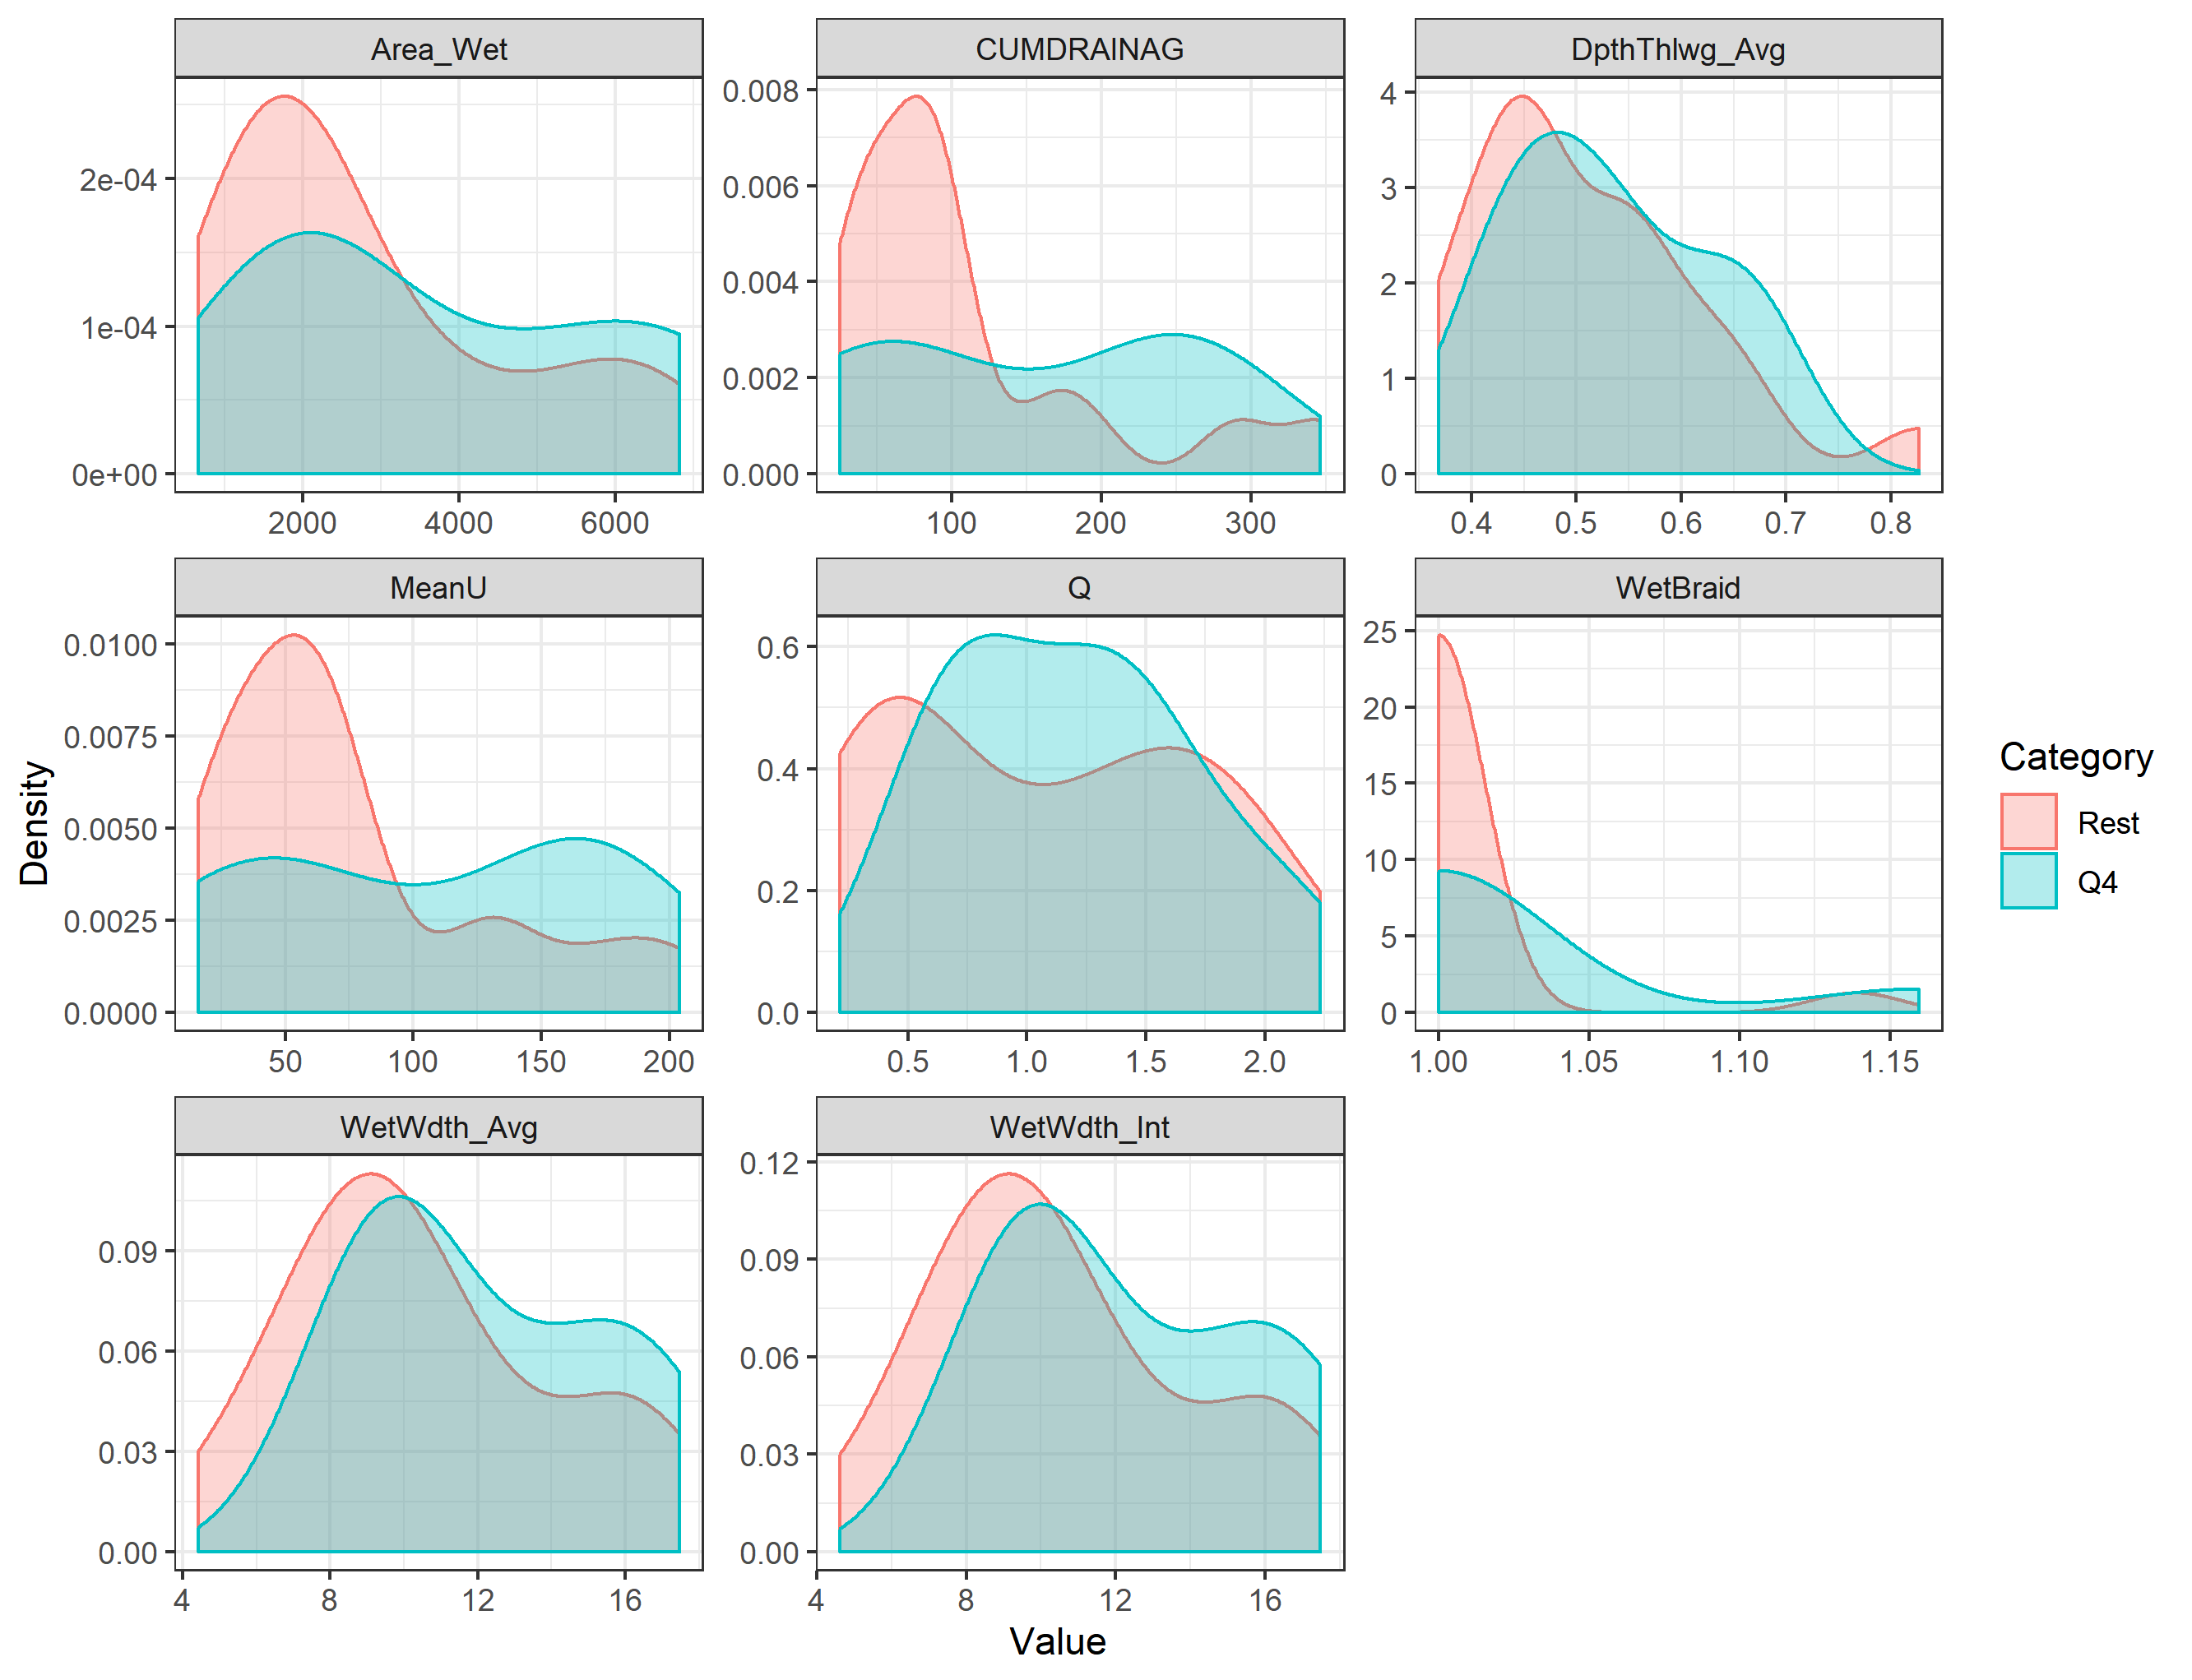 Area_Wet
CUMDRAINAG
DpthThlwg_Avg
2e-04
1e-04
0e+00
2000 4000 6000
0.008
0.006
0.004
0.002
0.000
100 200 300
4
3
2
1
0
0.4 0.5 0.6 0.7 0.8
MeanU
Q
WetBraid
0.0100
0.0075
0.0050
0.0025
0.0000
50 100 150 200
0.6
0.4
0.2
0.0
0.5 1.0 1.5 2.0
25
20
15
10
5
0
1.00 1.05 1.10 1.15
WetWdth_Avg
WetWdth_Int
0.09
0.06
0.03
0.00
4 8 12 16
0.12
0.09
0.06
0.03
0.00
4 8 12 16
Density
Value
Category
Rest
Q4